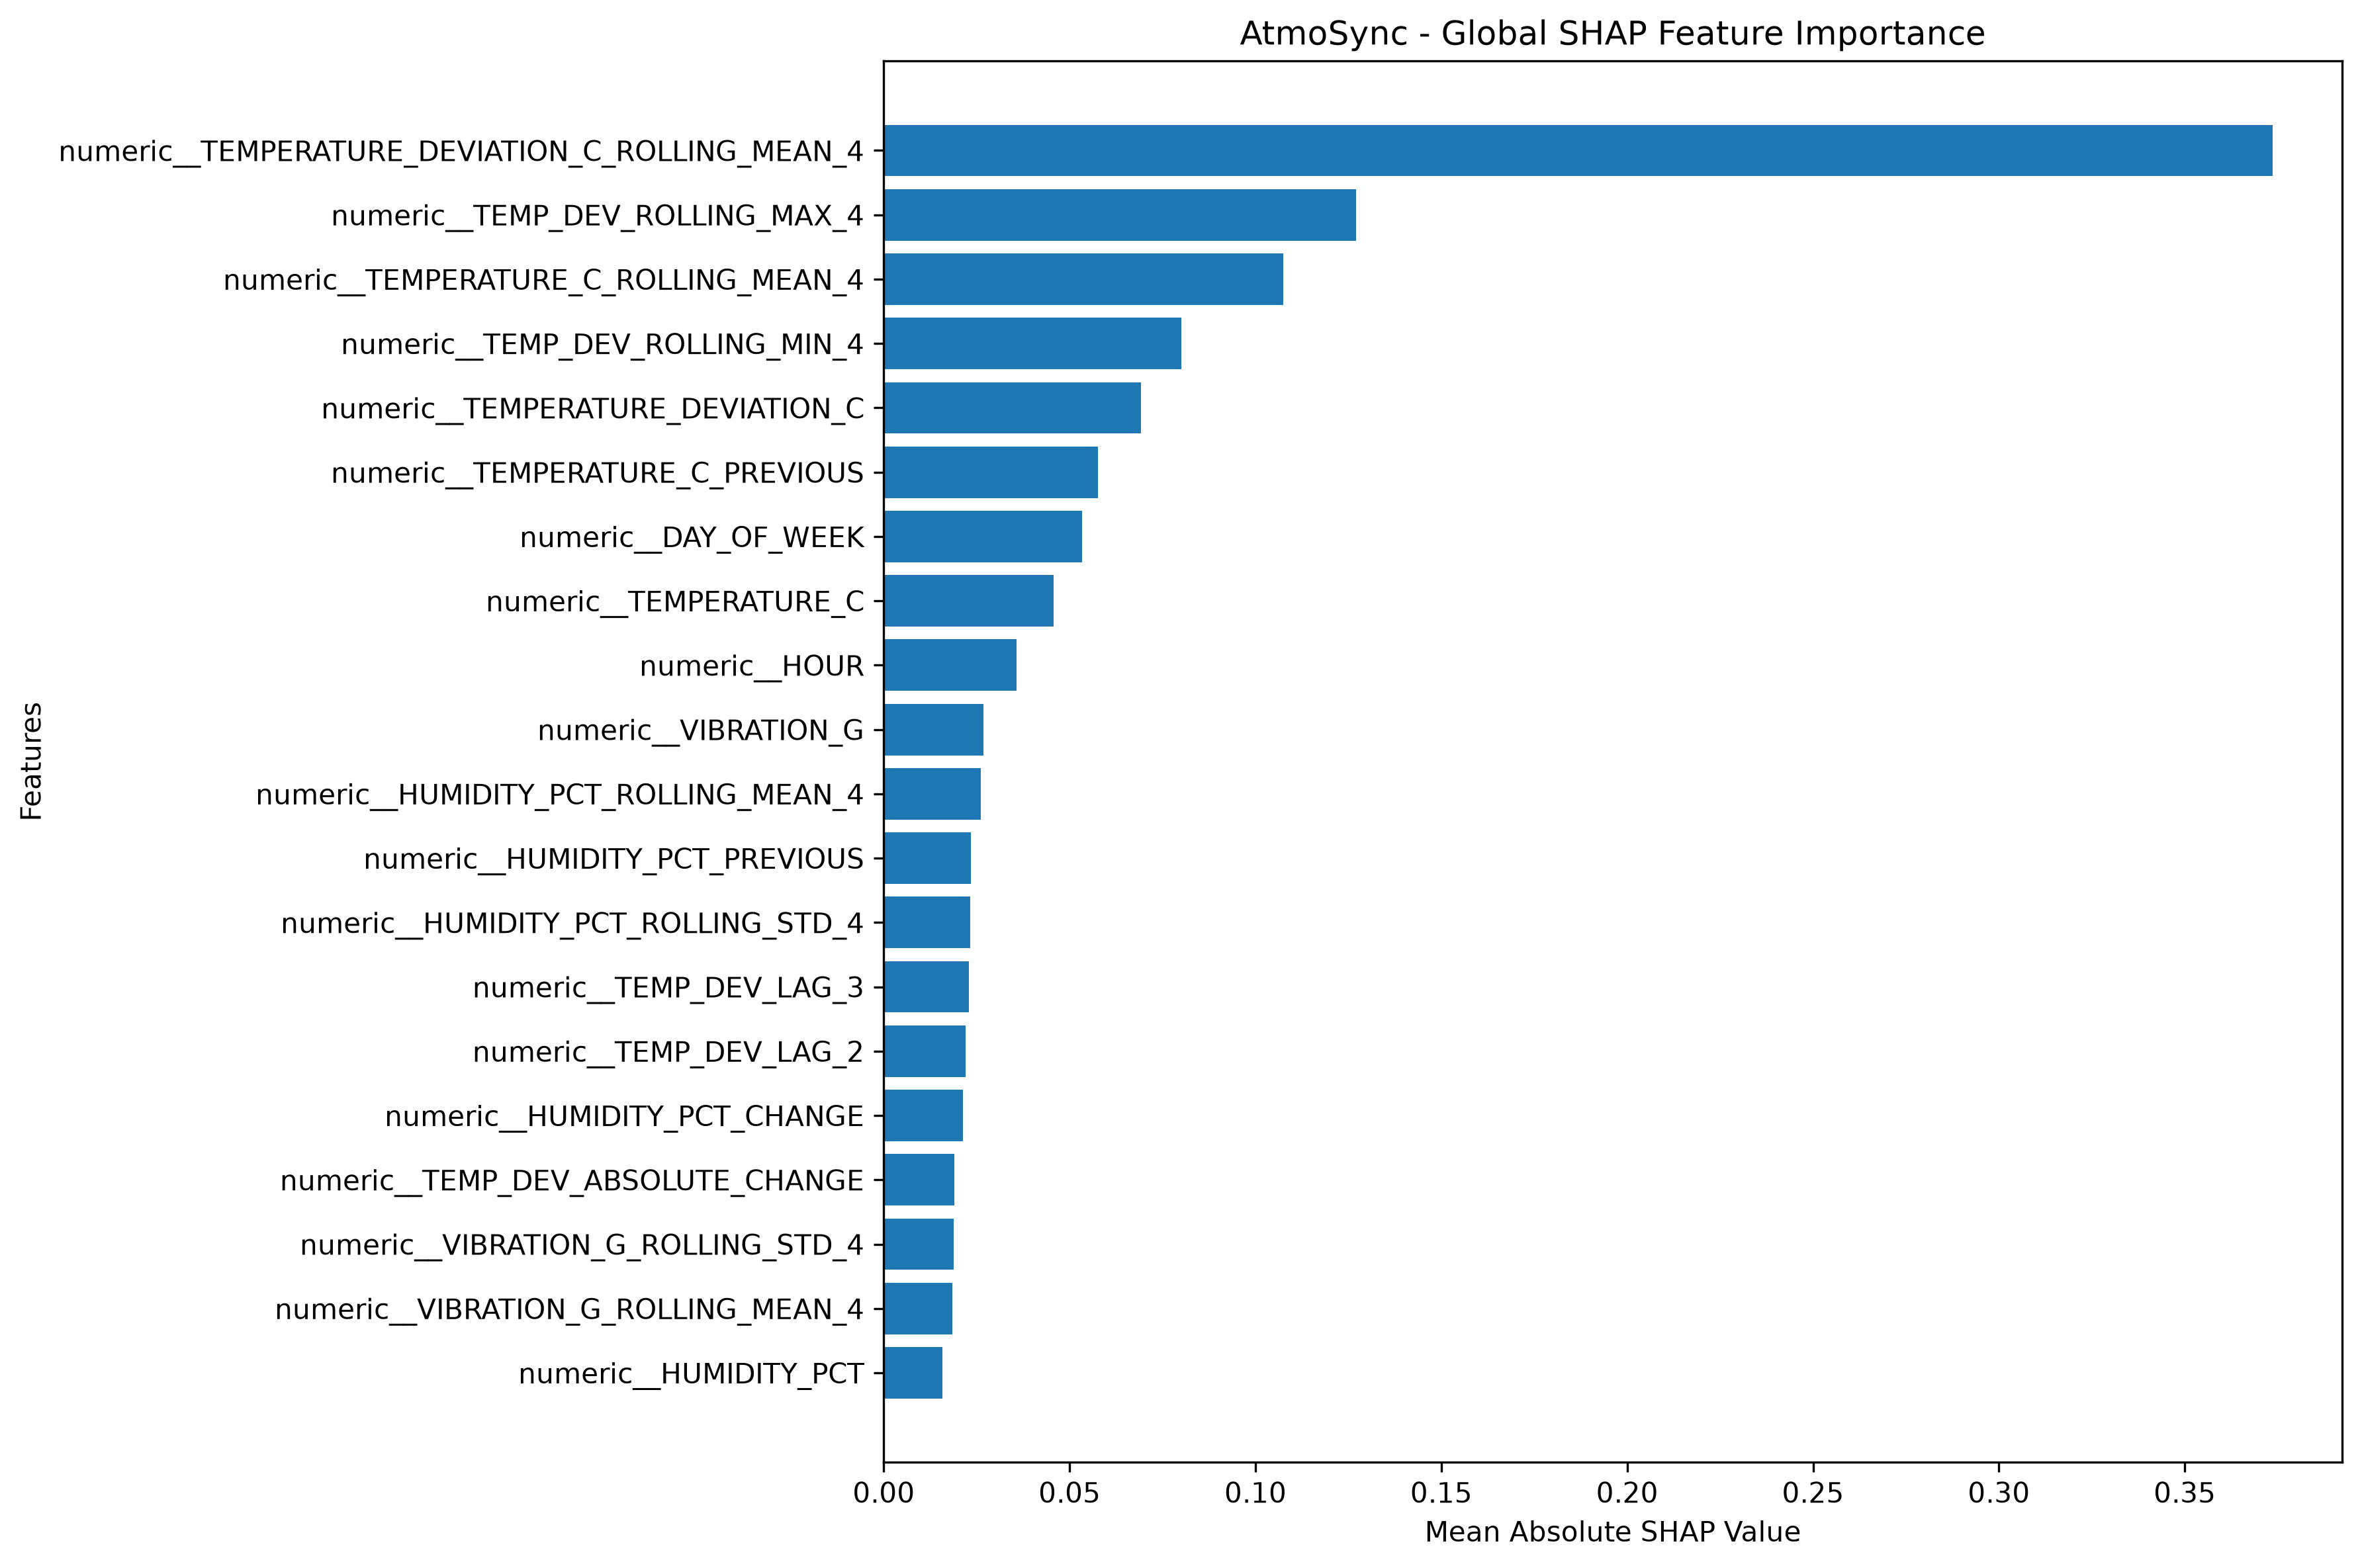 AtmoSync - Global SHAP Feature Importance
numeric__TEMPERATURE_DEVIATION_C_ROLLING_MEAN_4
numeric__TEMP_DEV_ROLLING_MAX_4
numeric__TEMPERATURE_C_ROLLING_MEAN_4
numeric__TEMP_DEV_ROLLING_MIN_4
numeric__TEMPERATURE_DEVIATION_C
numeric__TEMPERATURE_C_PREVIOUS
numeric__DAY_OF_WEEK
numeric__TEMPERATURE_C
numeric__HOUR
numeric__VIBRATION_G
numeric__HUMIDITY_PCT_ROLLING_MEAN_4
numeric__HUMIDITY_PCT_PREVIOUS
numeric__HUMIDITY_PCT_ROLLING_STD_4
numeric__TEMP_DEV_LAG_3
numeric__TEMP_DEV_LAG_2
numeric__HUMIDITY_PCT_CHANGE
numeric__TEMP_DEV_ABSOLUTE_CHANGE
numeric__VIBRATION_G_ROLLING_STD_4
numeric__VIBRATION_G_ROLLING_MEAN_4
numeric__HUMIDITY_PCT
Features
0.00 0.05 0.10 0.15 0.20 0.25 0.30 0.35
Mean Absolute SHAP Value